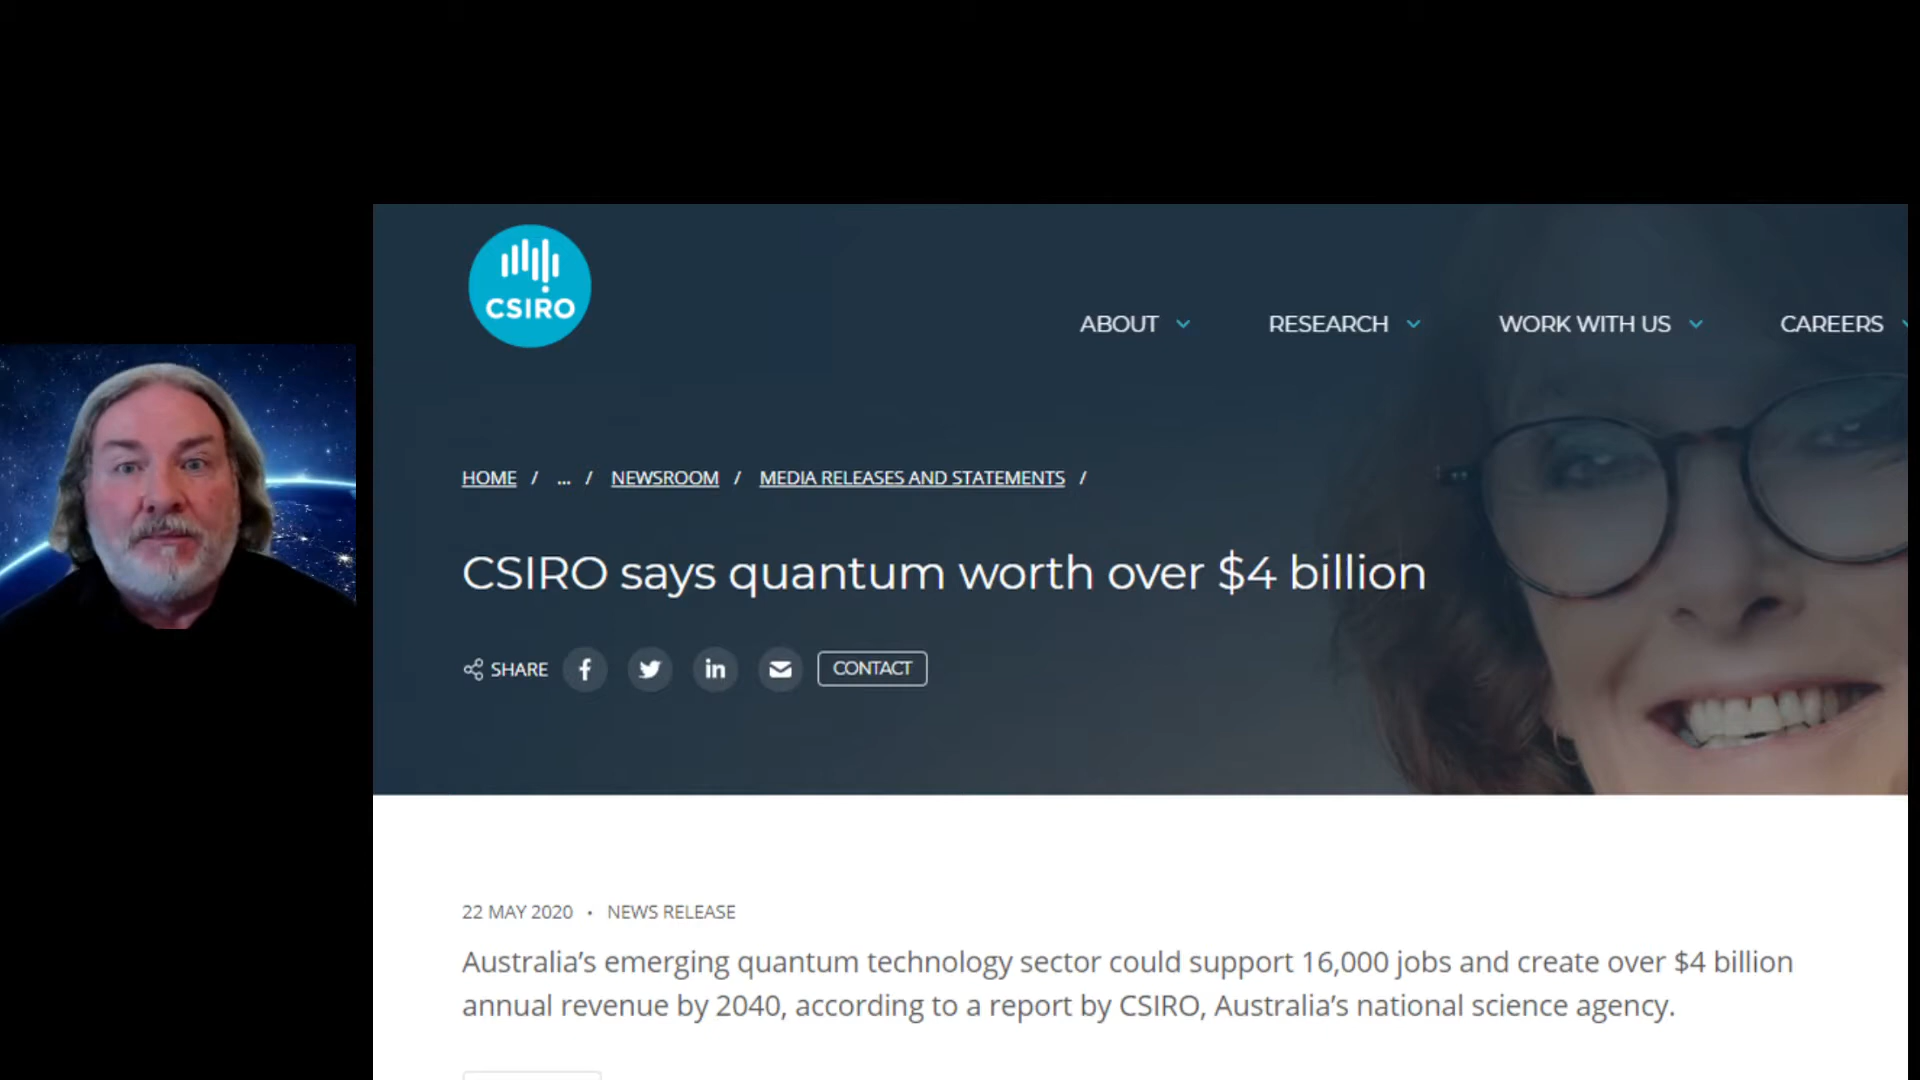 CSIRO
ABOUT
RESEARCH
WORK WITH US
CAREERS
HOME / ... / NEWSROOM / MEDIA RELEASES AND STATEMENTS /
CSIRO says quantum worth over $4 billion
SHARE
CONTACT
22 MAY 2020 • NEWS RELEASE
Australia’s emerging quantum technology sector could support 16,000 jobs and create over $4 billion
annual revenue by 2040, according to a report by CSIRO, Australia’s national science agency.